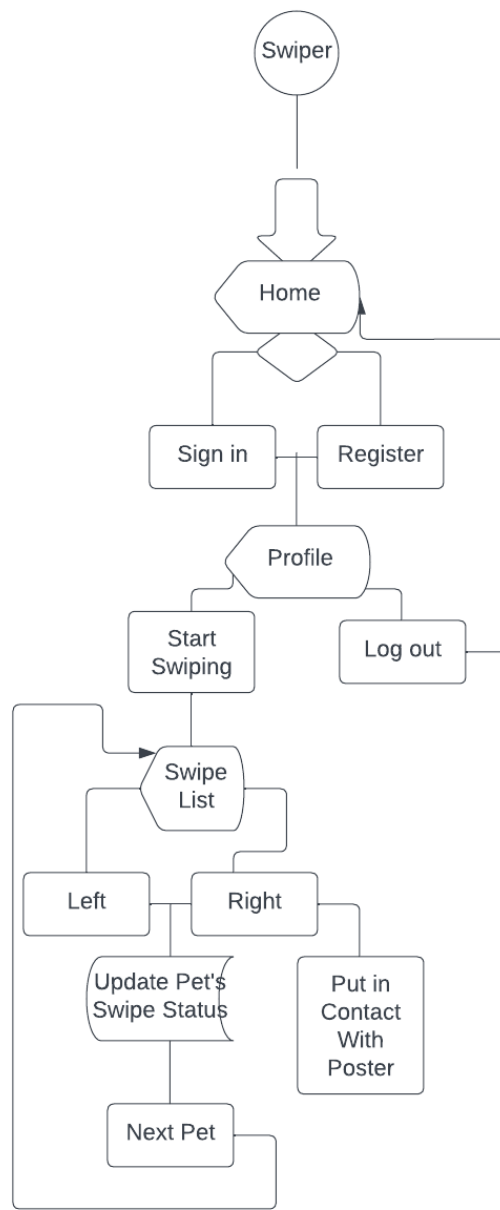 Swiper
Home
Sign in
Register
Profile
Start
Swiping
Log out
Swipe
List
Left
Right
Update Pet's
Swipe Status
Put in
Contact
With
Poster
Next Pet